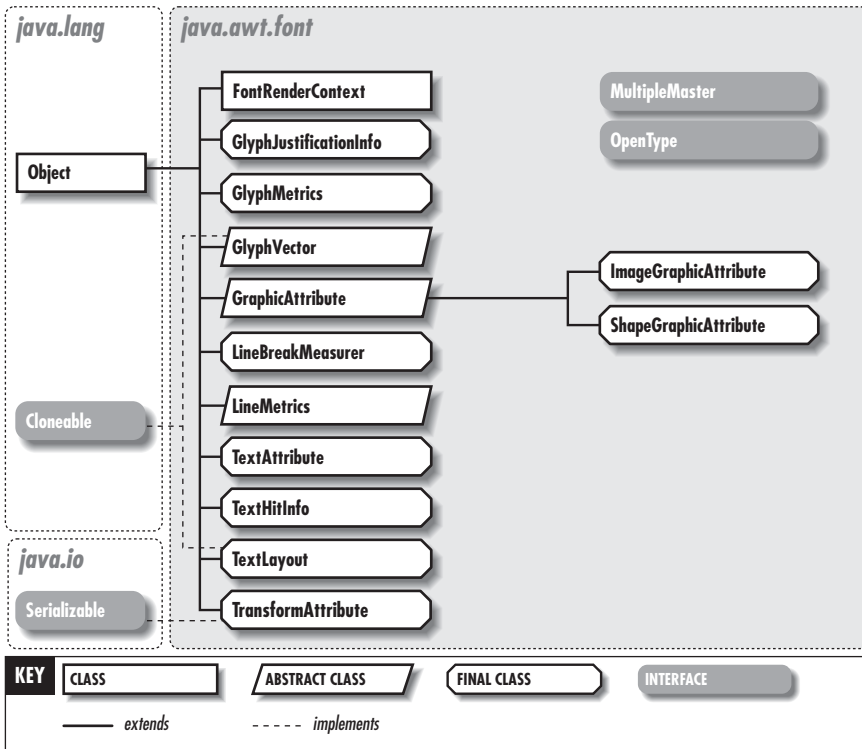 java.lang
java.awt.font
FontRenderContext
MultipleMaster
GlyphJustificationInfo
OpenType
Object
GlyphMetrics
GlyphVector
ImageGraphicAttribute
GraphicAttribute
ShapeGraphicAttribute
LineBreakMeasurer
LineMetrics
Cloneable
TextAttribute
TextHitInfo
java.io
TextLayout
Serializable
TransformAttribute
KEY
CLASS
ABSTRACT CLASS
FINAL CLASS
INTERFACE
extends
implements